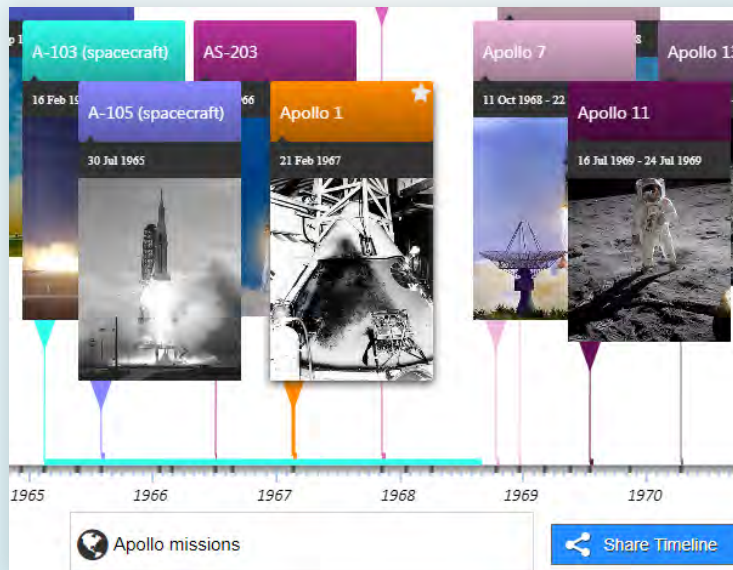 A-103 (spacecraft)
AS-203
Apollo 7
Apollo 13
16 Feb 19
66
11 Oct 1968 - 22
A-105 (spacecraft)
Apollo 1
Apollo 11
30 Jul 1965
21 Feb 1967
16 Jul 1969 - 24 Jul 1969
1965
1966
1967
1968
1969
1970
Apollo missions
Share Timeline